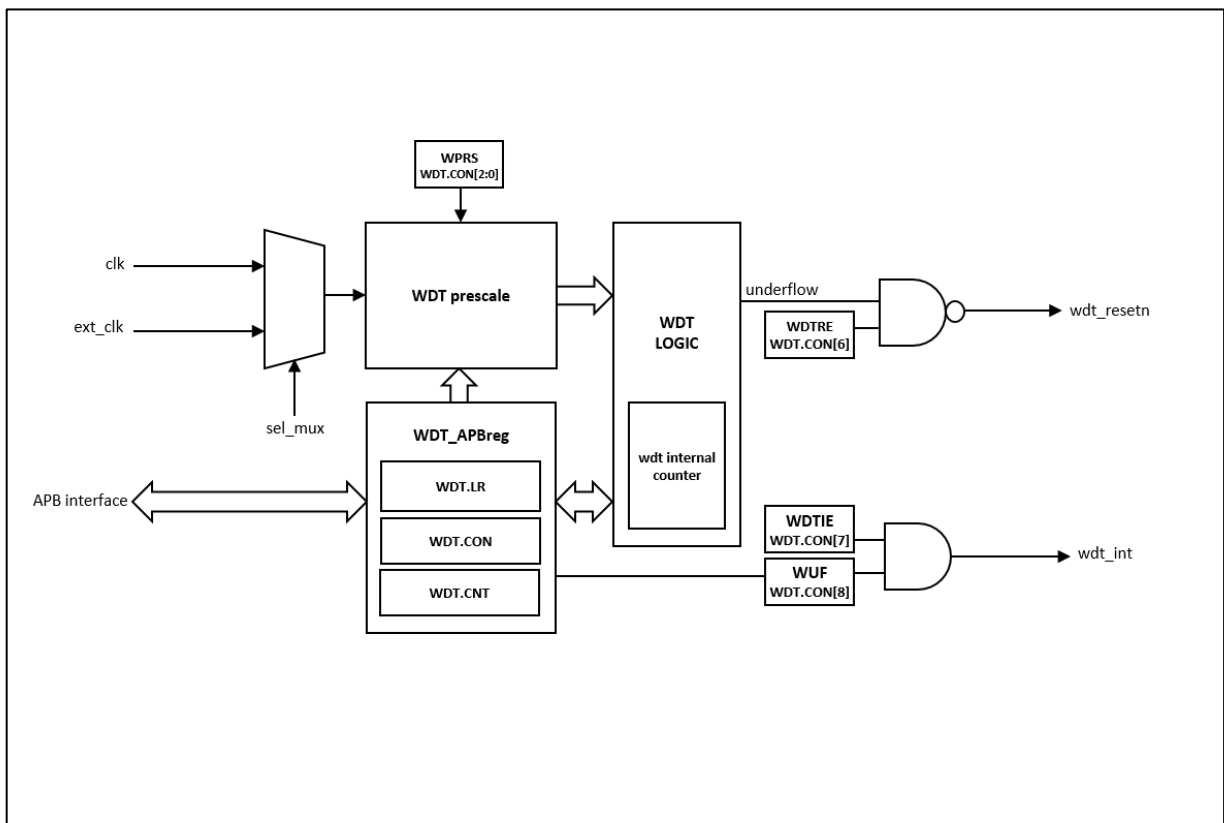 WPRS
WDT.CON[2:0]
clk
ext_clk
sel_mux
WDT prescale
WDT
LOGIC
wdt internal
counter
underflow
WDTRE
WDT.CON[6]
wdt_resetn
APB interface
WDT_APBreg
WDT.LR
WDT.CON
WDT.CNT
WDTIE
WDT.CON[7]
WUF
WDT.CON[8]
wdt_int